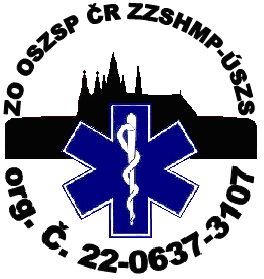 ZO OSZSP ČR ZZSHMP-ÚSZS
org. Č. 22-0637-3107